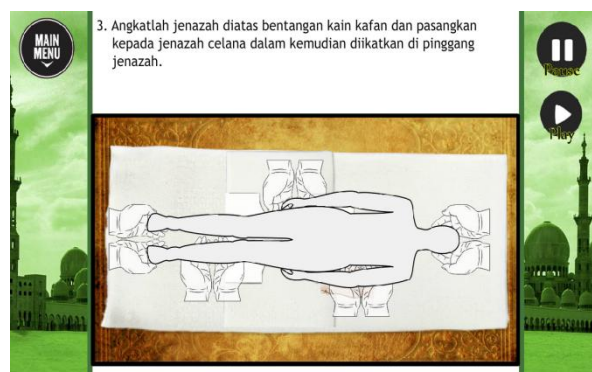 MAIN
MENU
3. Angkatlah jenazah diatas bentangan kain kafan dan pasangkan
kepada jenazah celana dalam kemudian diikatkan di pinggang
jenazah.
Pause
Play